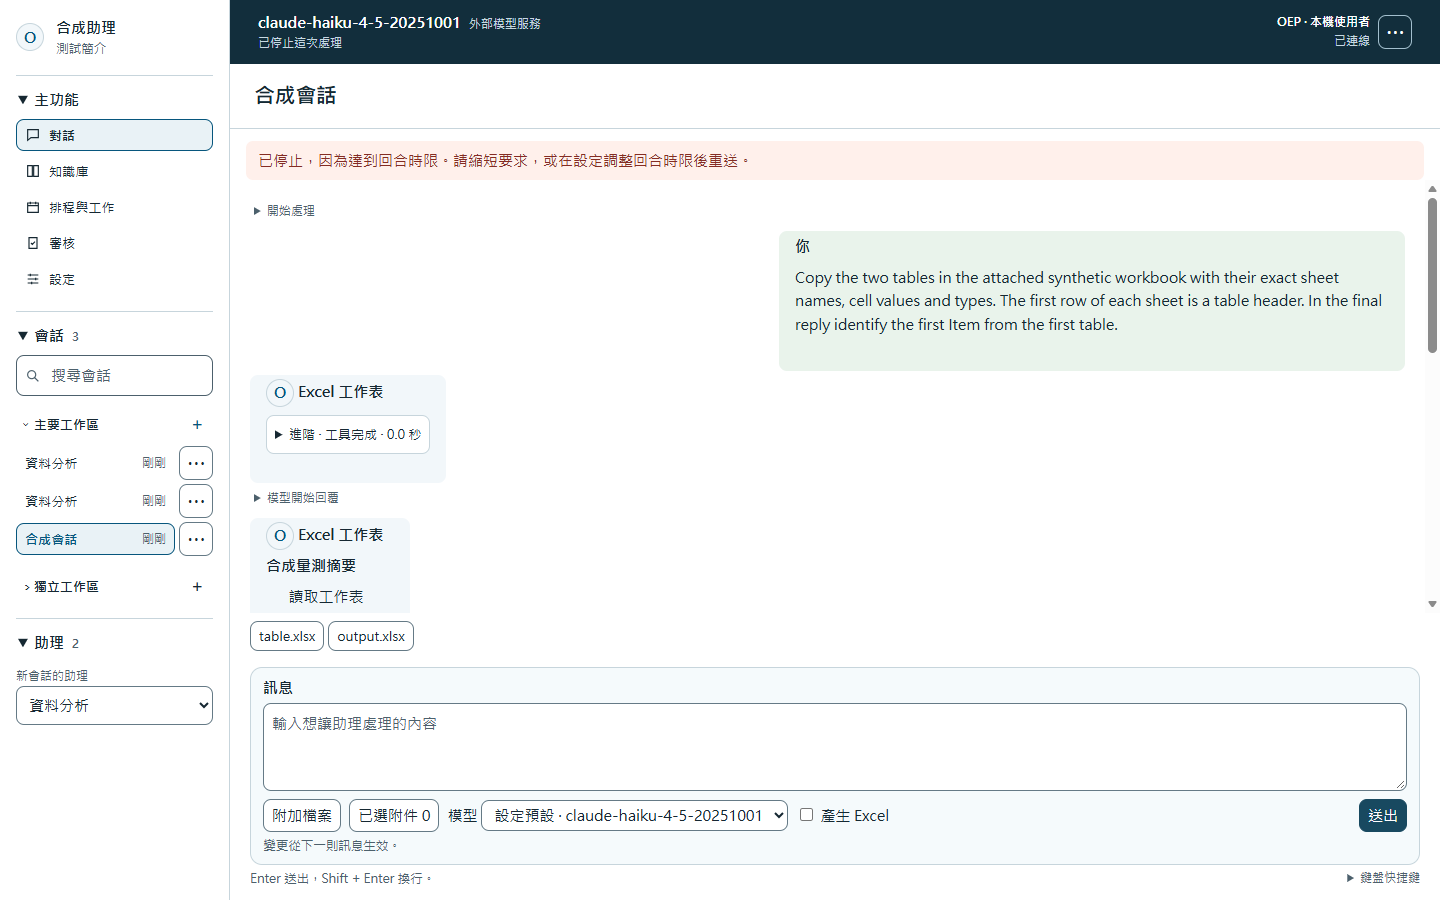 O
合成助理
測試簡介
▼ 主功能
對話
知識庫
排程與工作
審核
設定
▼ 會話 3
搜尋會話
主要工作區 +
資料分析 剛剛 ...
資料分析 剛剛 ...
合成會話 剛剛 ...
› 獨立工作區 +
▼ 助理 2
新會話的助理
資料分析
claude-haiku-4-5-20251001 外部模型服務
已停止這次處理
OEP · 本機使用者
已連線
...
合成會話
已停止，因為達到回合時限。請縮短要求，或在設定調整回合時限後重送。
▶ 開始處理
你
Copy the two tables in the attached synthetic workbook with their exact sheet
names, cell values and types. The first row of each sheet is a table header. In the final
reply identify the first Item from the first table.
O Excel 工作表
▶ 進階 · 工具完成 · 0.0 秒
▶ 模型開始回覆
O Excel 工作表
合成量測摘要
讀取工作表
table.xlsx output.xlsx
訊息
輸入想讓助理處理的內容
附加檔案 已選附件 0 模型 設定預設 · claude-haiku-4-5-20251001 產生 Excel 送出
變更從下一則訊息生效。
Enter 送出，Shift + Enter 換行。 ▶ 鍵盤快捷鍵